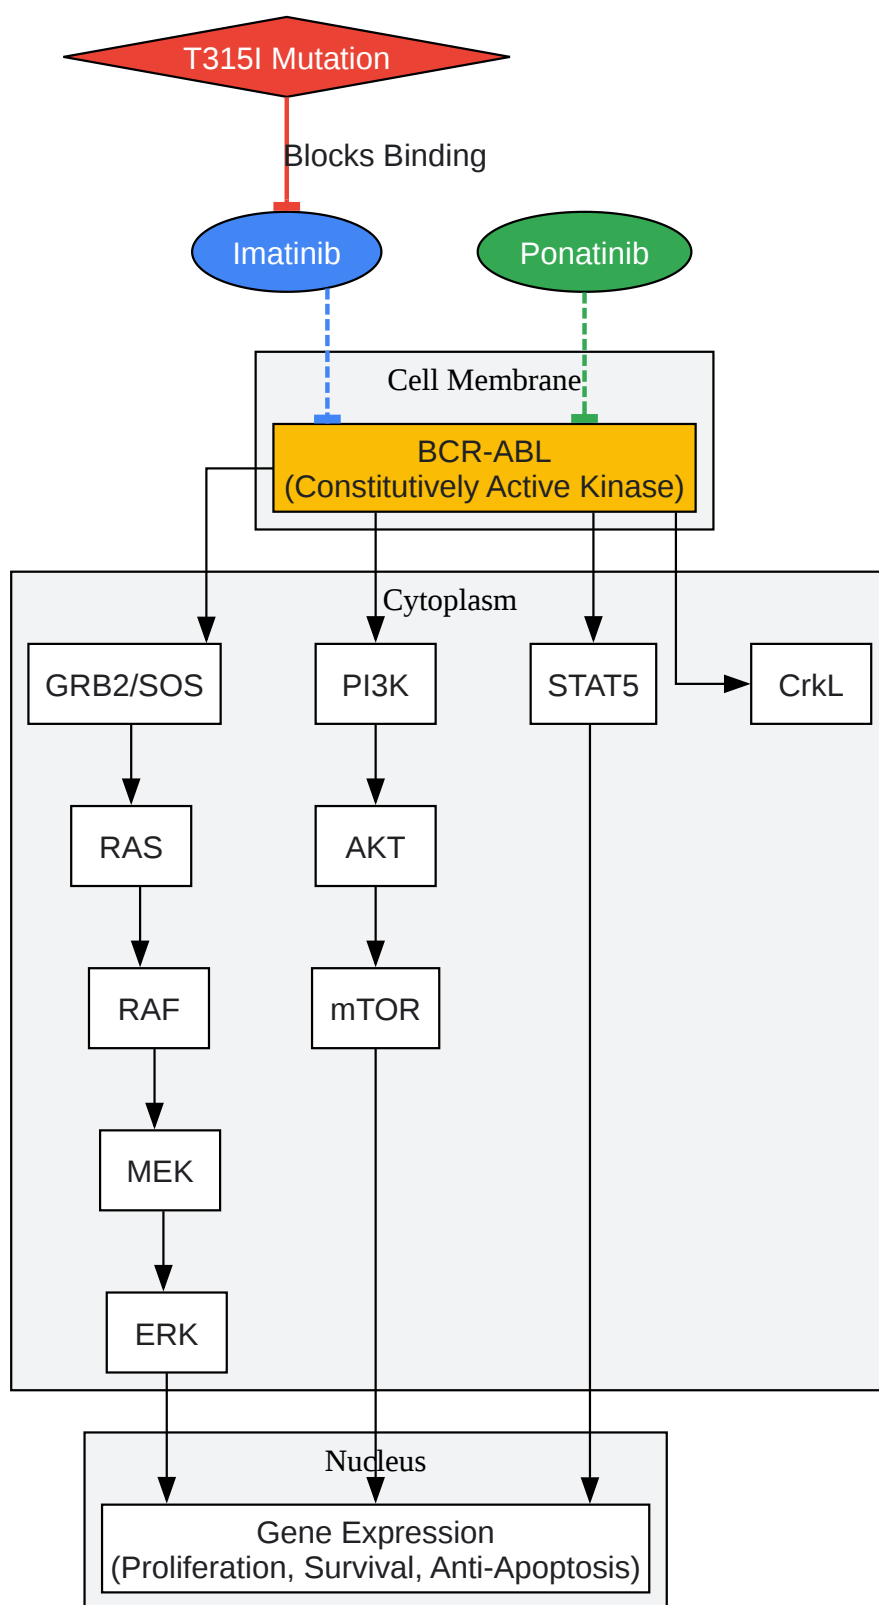 T315I Mutation
Blocks Binding
Imatinib
Ponatinib
Cell Membrane
BCR-ABL
(Constitutively Active Kinase)
Cytoplasm
GRB2/SOS
PI3K
STAT5
CrkL
RAS
AKT
RAF
mTOR
MEK
ERK
Nucleus
Gene Expression
(Proliferation, Survival, Anti-Apoptosis)